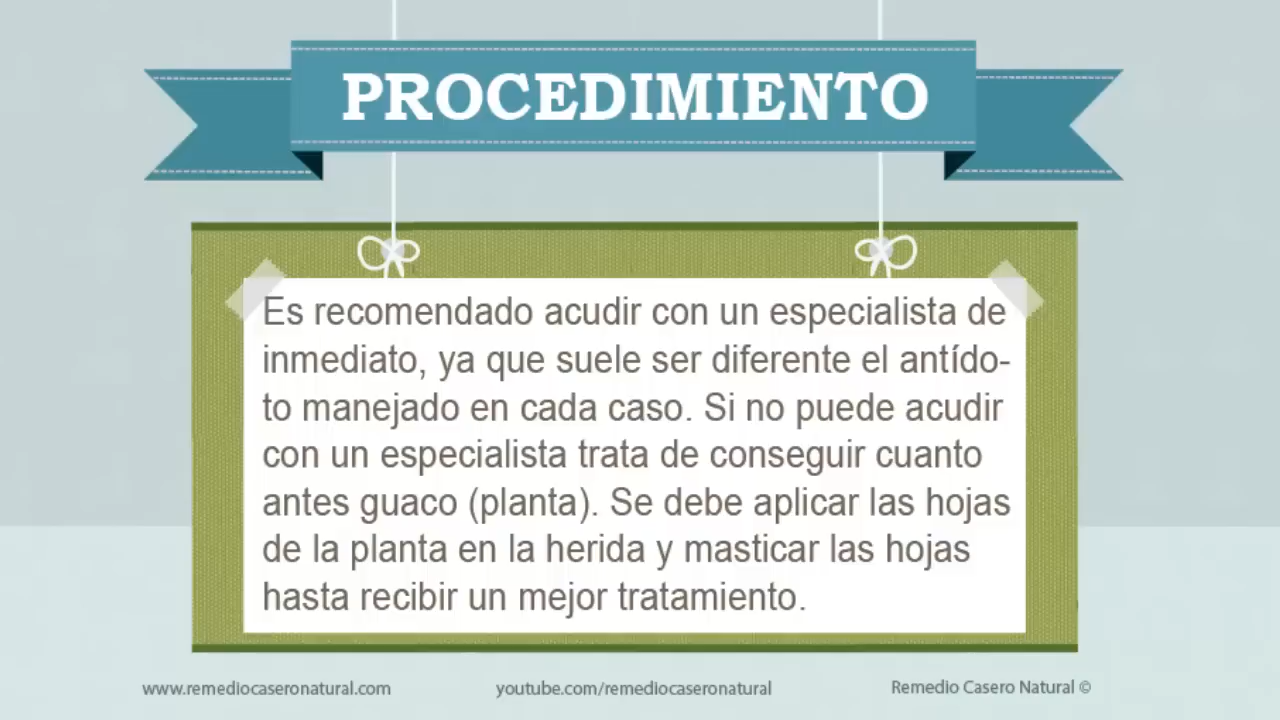 PROCEDIMIENTO
Es recomendado acudir con un especialista de
inmediato, ya que suele ser diferente el antído-
to manejado en cada caso. Si no puede acudir
con un especialista trata de conseguir cuanto
antes guaco (planta). Se debe aplicar las hojas
de la planta en la herida y masticar las hojas
hasta recibir un mejor tratamiento.
www.remediocaseronatural.com
youtube.com/remediocaseronatural
Remedio Casero Natural ©